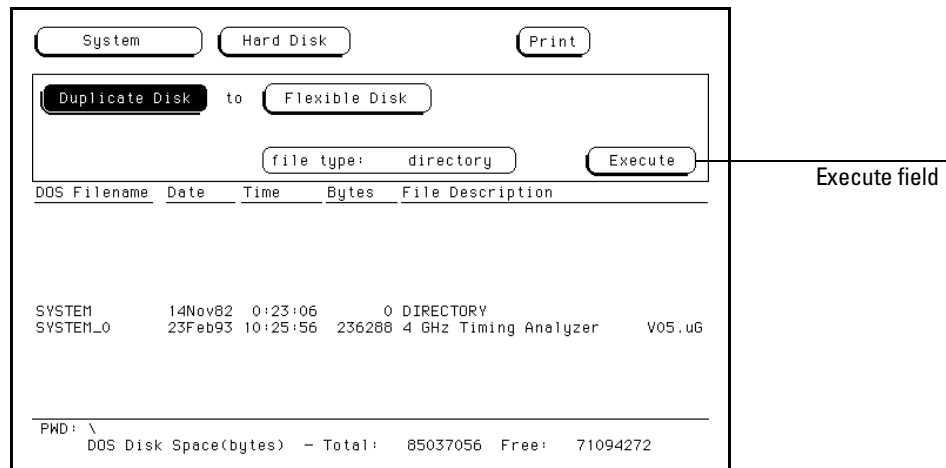 System Hard Disk Print
Duplicate Disk to Flexible Disk
file type: directory Execute
Execute field
DOS Filename Date Time Bytes File Description
SYSTEM 14Nov82 0:23:06 0 DIRECTORY
SYSTEM_0 23Feb93 10:25:56 236288 4 GHz Timing Analyzer V05.uG
PWD: \
DOS Disk Space(bytes) - Total: 85037056 Free: 71094272